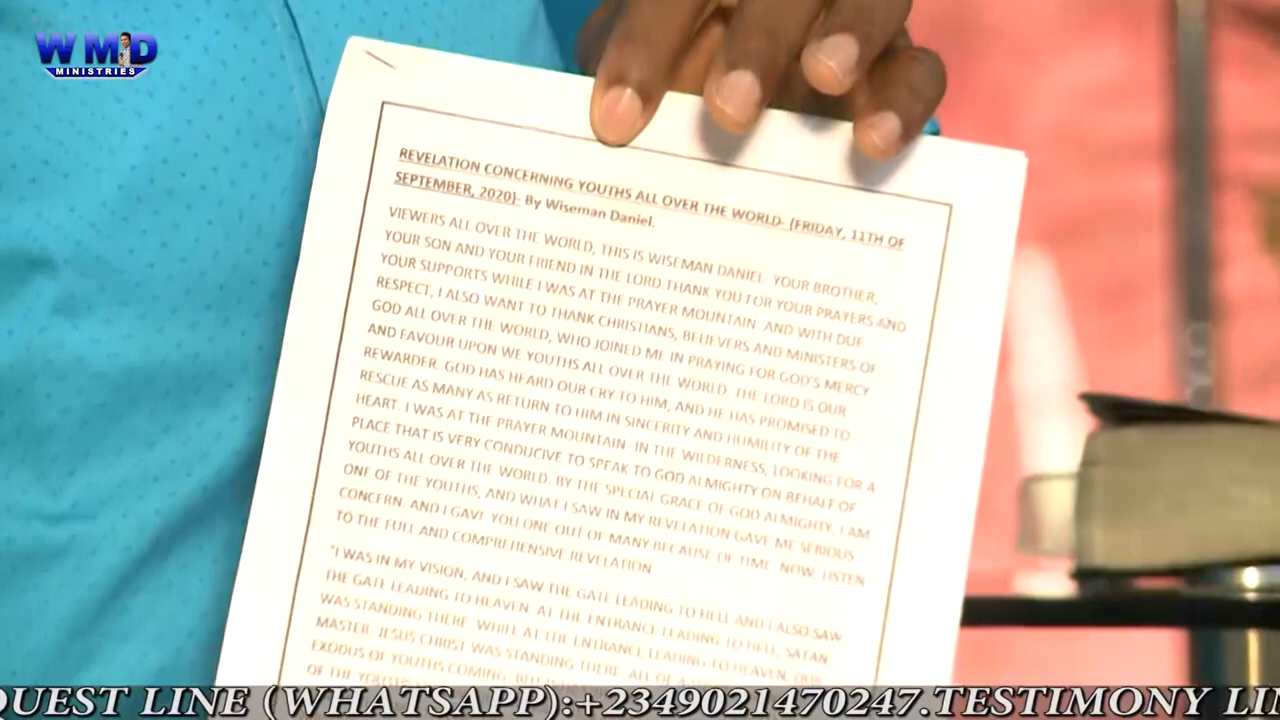 WMD
MINISTRIES
REVELATION CONCERNING YOUTHS ALL OVER THE WORLD- (FRIDAY, 11TH OF
SEPTEMBER, 2020)- By Wiseman Daniel.
VIEWERS ALL OVER THE WORLD, THIS IS WISEMAN DANIEL. YOUR BROTHER,
YOUR SON AND YOUR FRIEND IN THE LORD.THANK YOU FOR YOUR PRAYERS AND
YOUR SUPPORTS WHILE I WAS AT THE PRAYER MOUNTAIN. AND WITH DUE
RESPECT, I ALSO WANT TO THANK CHRISTIANS, BELIEVERS AND MINISTERS OF
GOD ALL OVER THE WORLD, WHO JOINED ME IN PRAYING FOR GOD'S MERCY
AND FAVOUR UPON WE YOUTHS ALL OVER THE WORLD. THE LORD IS OUR
REWARDER. GOD HAS HEARD OUR CRY TO HIM, AND HE HAS PROMISED TO
RESCUE AS MANY AS RETURN TO HIM IN SINCERITY AND HUMILITY OF THE
HEART. I WAS AT THE PRAYER MOUNTAIN- IN THE WILDERNESS, LOOKING FOR A
PLACE THAT IS VERY CONDUCIVE TO SPEAK TO GOD ALMIGHTY ON BEHALF OF
YOUTHS ALL OVER THE WORLD. BY THE SPECIAL GRACE OF GOD ALMIGHTY, I AM
ONE OF THE YOUTHS, AND WHAT I SAW IN MY REVELATION GAVE ME SERIOUS
CONCERN. AND I GAVE YOU ONE OUT OF MANY BECAUSE OF TIME. NOW, LISTEN
TO THE FULL AND COMPREHENSIVE REVELATION
"I WAS IN MY VISION, AND I SAW THE GATE LEADING TO HELL AND I ALSO SAW
THE GATE LEADING TO HEAVEN. AT THE ENTRANCE LEADING TO HELL, SATAN
WAS STANDING THERE. WHILE AT THE ENTRANCE LEADING TO HEAVEN, OUR
MASTER, JESUS CHRIST WAS STANDING THERE. ALL OF A
EXODUS OF YOUTHS COMING.
OF THE
QUEST LINE (WHATSAPP):+2349021470247.TESTIMONY LI